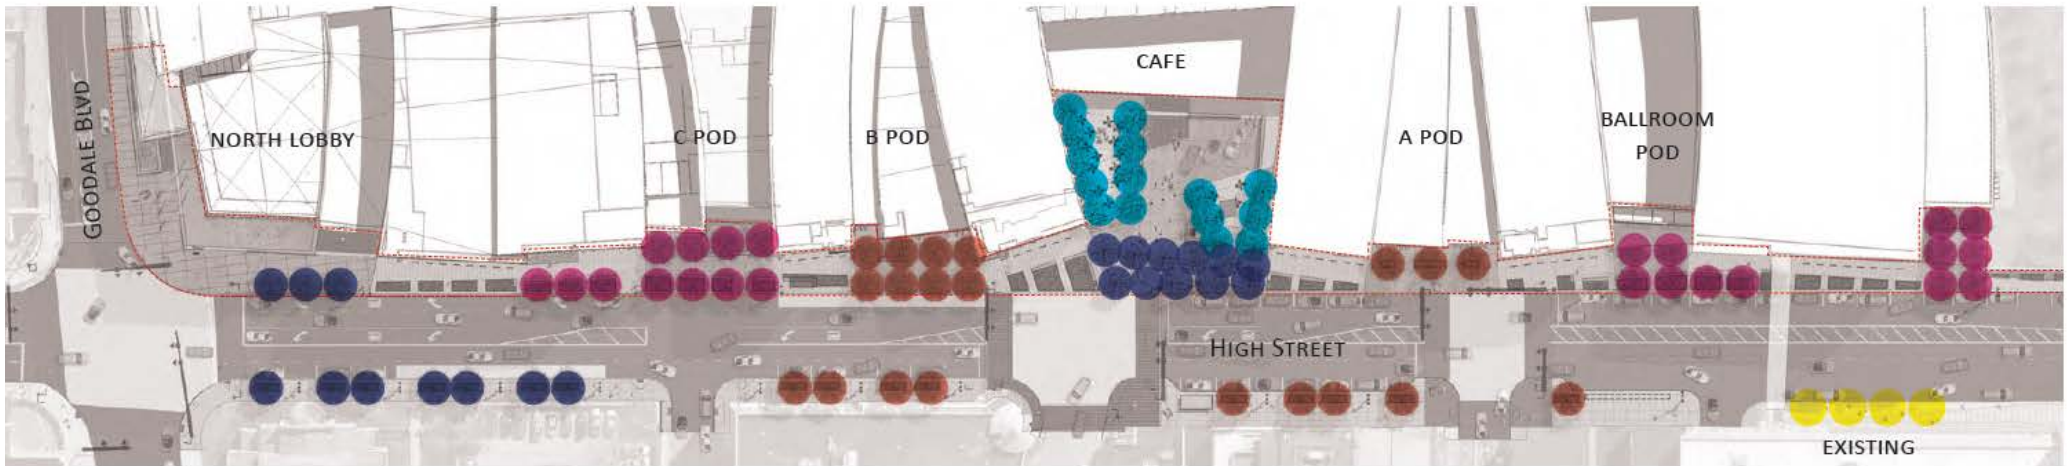 CAFE
GOODALE BLVD
NORTH LOBBY
C POD
B POD
A POD
BALLROOM
POD
HIGH STREET
EXISTING